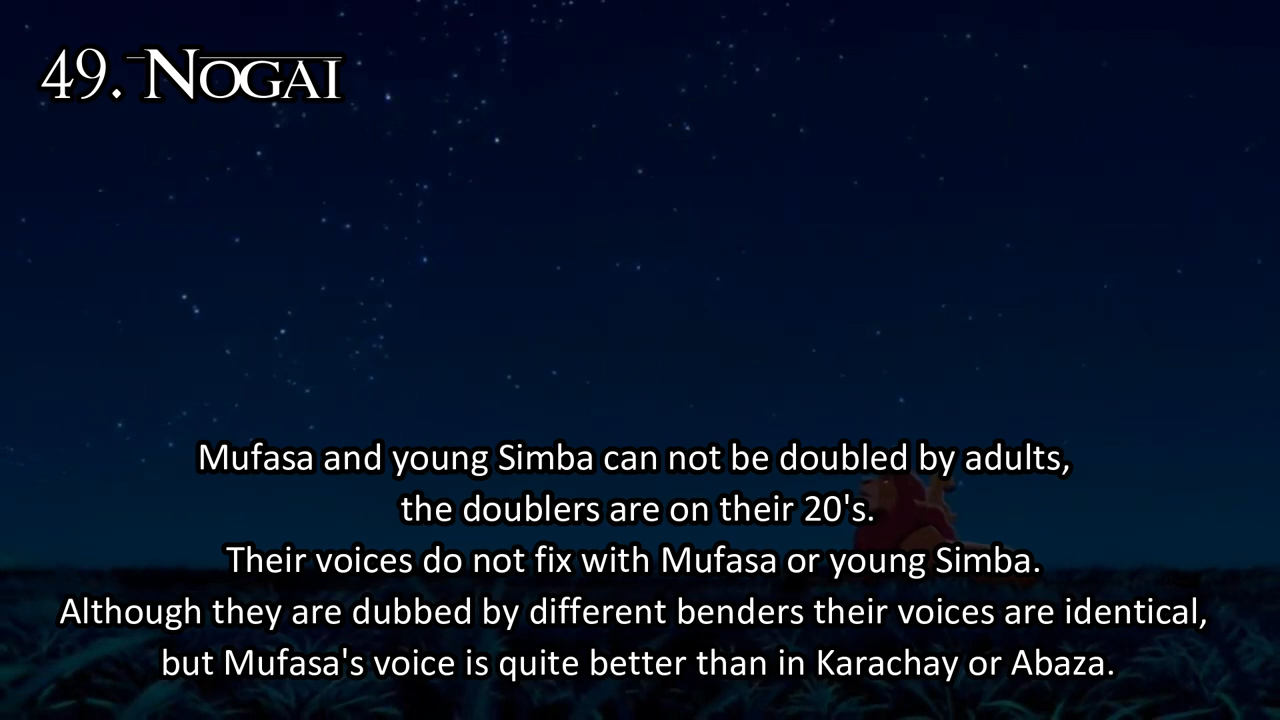 49. Nogai
Mufasa and young Simba can not be doubled by adults,
the doublers are on their 20's.
Their voices do not fix with Mufasa or young Simba.
Although they are dubbed by different benders their voices are identical,
but Mufasa's voice is quite better than in Karachay or Abaza.